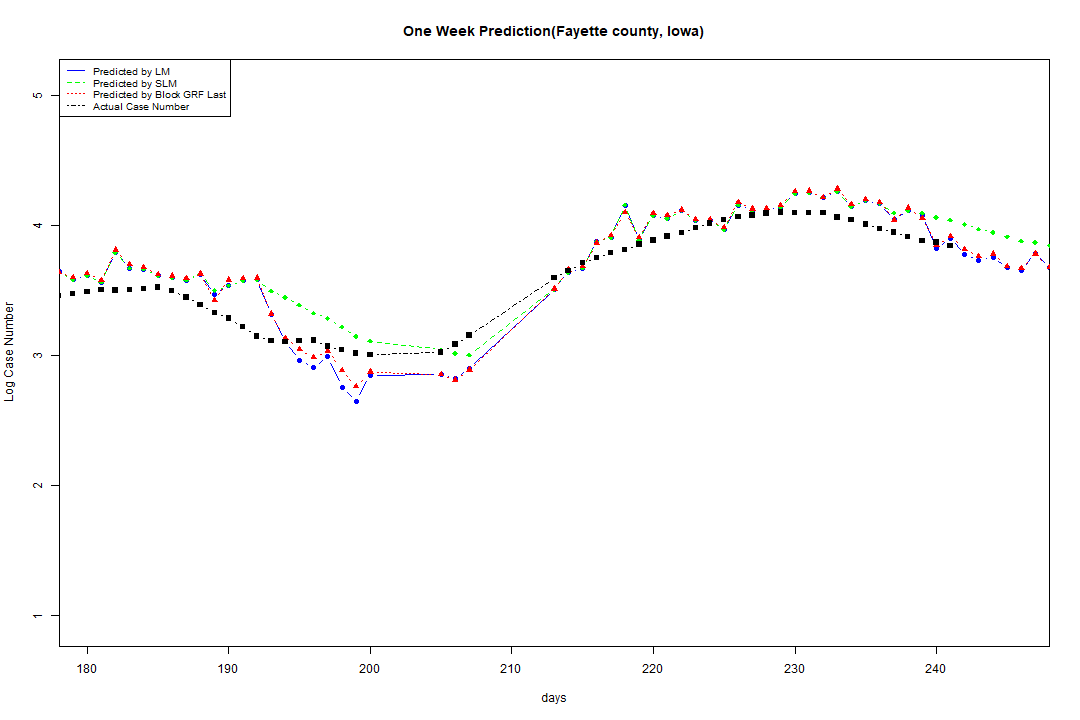 One Week Prediction(Fayette county, Iowa)
Predicted by LM
Predicted by SLM
Predicted by Block GRF Last
Actual Case Number
5
4
3
2
1
Log Case Number
180 190 200 210 220 230 240
days